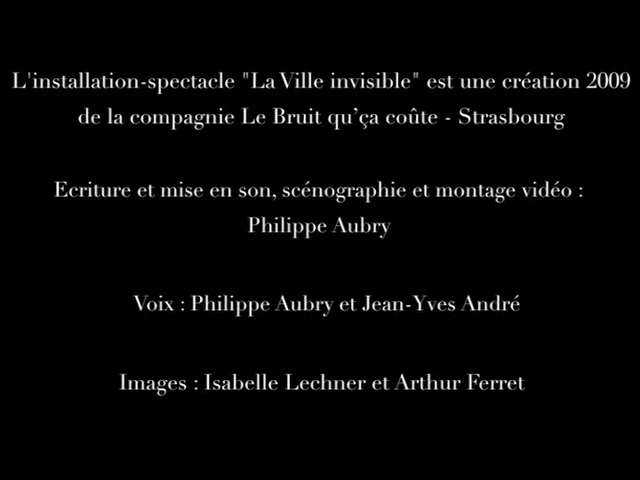 L'installation-spectacle "La Ville invisible" est une création 2009
de la compagnie Le Bruit qu’ça coûte - Strasbourg
Ecriture et mise en son, scénographie et montage vidéo :
Philippe Aubry
Voix : Philippe Aubry et Jean-Yves André
Images : Isabelle Lechner et Arthur Ferret